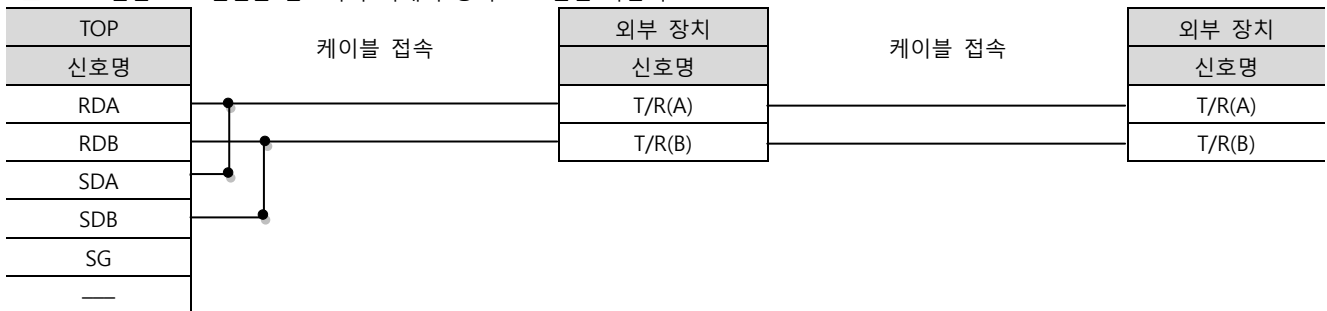 TOP
케이블 접속
외부 장치
케이블 접속
외부 장치
신호명
신호명
신호명
RDA
T/R(A)
T/R(A)
RDB
T/R(B)
T/R(B)
SDA
SDB
SG